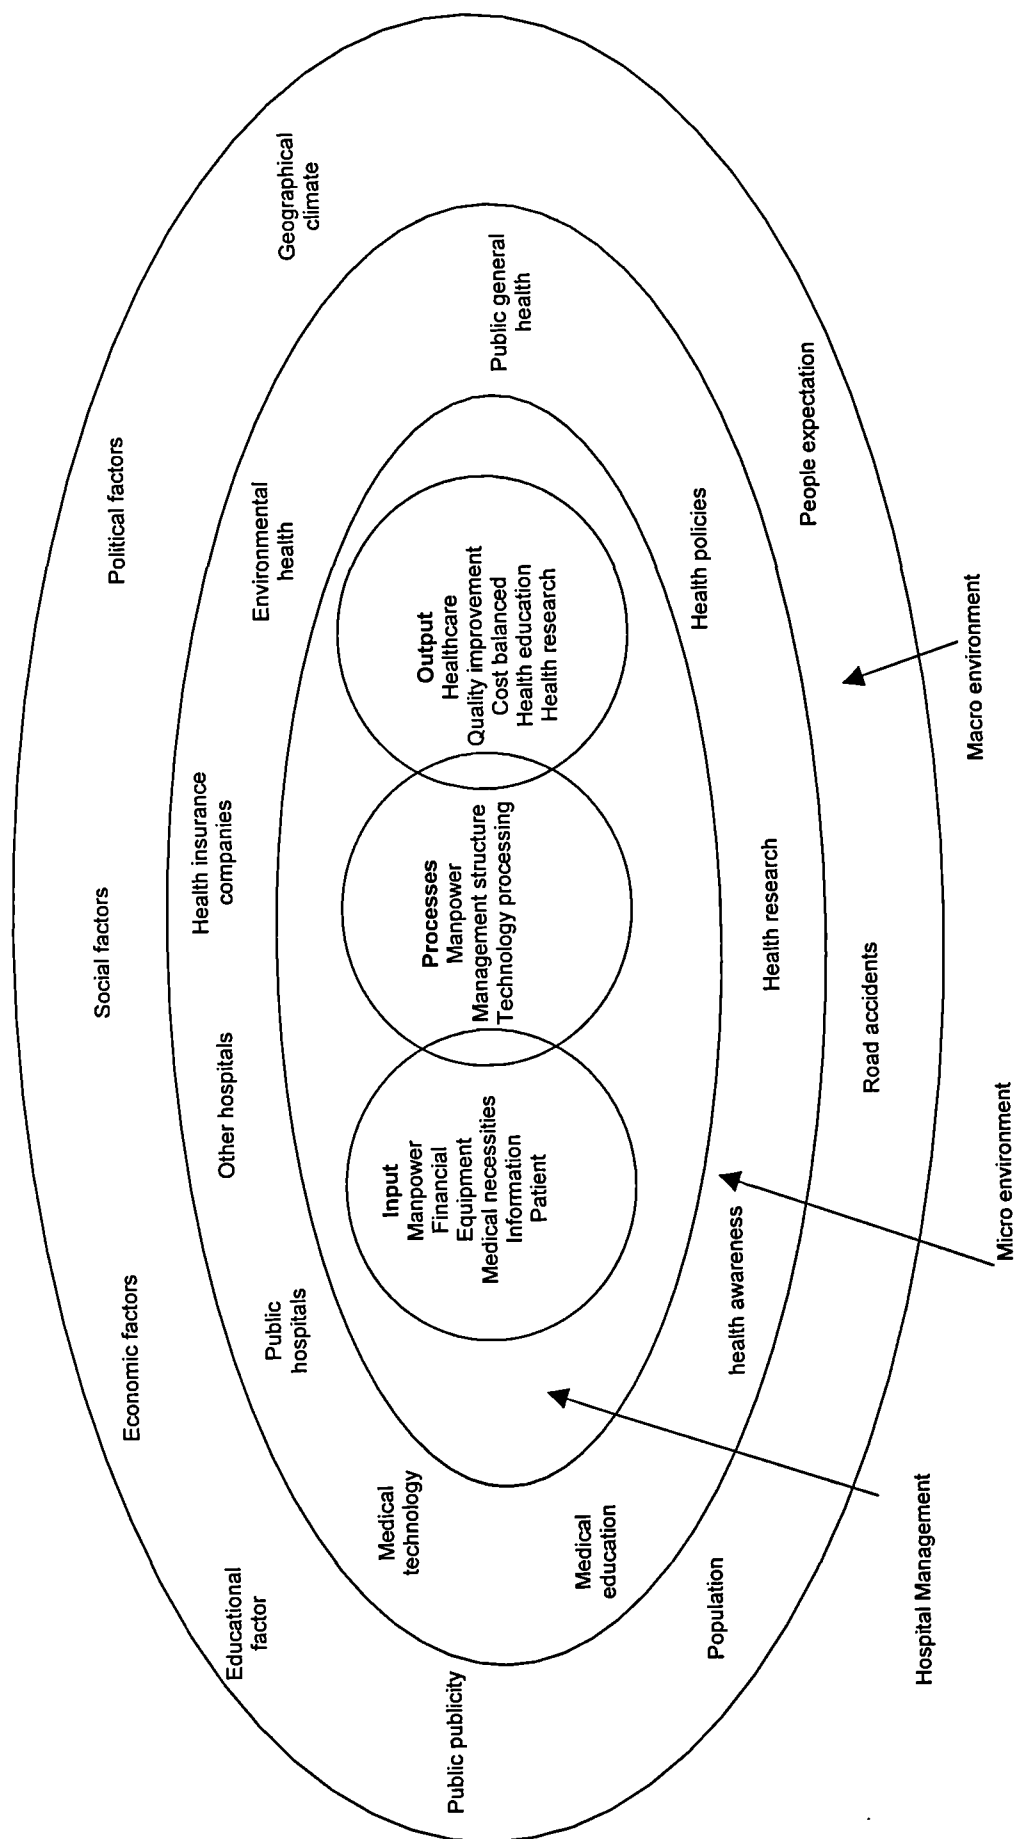 Political factors
Social factors
Economic factors
Geographical
climate
Educational
factor
Public publicity
Population
Road accidents
People expectation
Health insurance
companies
Other hospitals
Environmental
health
Public
hospitals
Public general
health
Medical
technology
Medical
education
Health policies
Health research
health awareness
Input
Manpower
Financial
Equipment
Medical necessities
Information
Patient
Processes
Manpower
Management structure
Technology processing
Output
Healthcare
Quality improvement
Cost balanced
Health education
Health research
Hospital Management
Micro environment
Macro environment